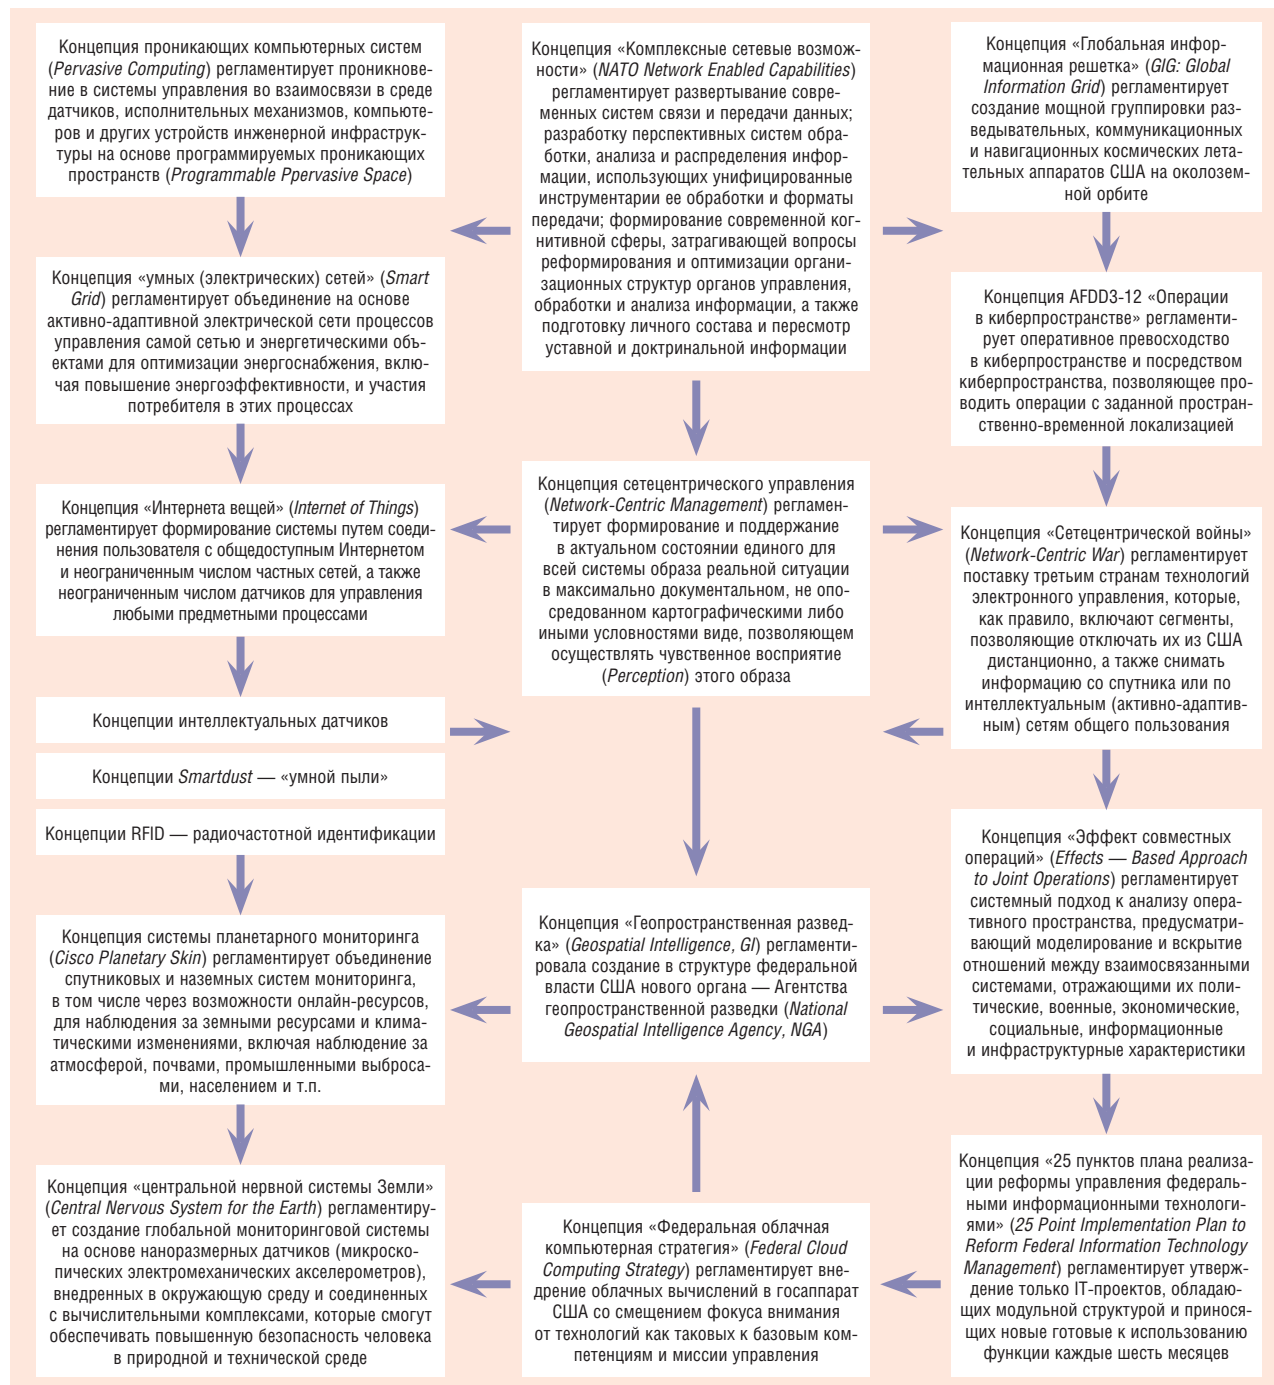 Концепция проникающих компьютерных систем
(Pervasive Computing) регламентирует проникнове-
ние в системы управления во взаимосвязи в среде
датчиков, исполнительных механизмов, компьюте-
ров и других устройств инженерной инфраструк-
туры на основе программируемых проникающих
пространств (Programmable Ppervasive Space)
Концепция «умных (электрических) сетей» (Smart
Grid) регламентирует объединение на основе
активно-адаптивной электрической сети процессов
управления самой сетью и энергетическими объ-
ектами для оптимизации энергоснабжения, вклю-
чая повышение энергоэффективности, и участия
потребителя в этих процессах
Концепция «Интернета вещей» (Internet of Things)
регламентирует формирование системы путем соеди-
нения пользователя с общедоступным Интернетом
и неограниченным числом частных сетей, а также
неограниченным числом датчиков для управления
любыми предметными процессами
Концепции интеллектуальных датчиков
Концепции Smartdust — «умной пыли»
Концепции RFID — радиочастотной идентификации
Концепция системы планетарного мониторинга
(Cisco Planetary Skin) регламентирует объединение
спутниковых и наземных систем мониторинга,
в том числе через возможности онлайн-ресурсов,
для наблюдения за земными ресурсами и клима-
тическими изменениями, включая наблюдение за
атмосферой, почвами, промышленными выброса-
ми, населением и т.п.
Концепция «центральной нервной системы Земли»
(Central Nervous System for the Earth) регламентиру-
ет создание глобальной мониторинговой системы
на основе наноразмерных датчиков (микроско-
пических электромеханических акселерометров),
внедренных в окружающую среду и соединенных
с вычислительными комплексами, которые смогут
обеспечивать повышенную безопасность человека
в природной и технической среде
Концепция «Комплексные сетевые возмож-
ности» (NATO Network Enabled Capabilities)
регламентирует развертывание совре-
менных систем связи и передачи данных;
разработку перспективных систем обра-
ботки, анализа и распределения инфор-
мации, использующих унифицированные
инструментарии ее обработки и форматы
передачи; формирование современной ког-
нитивной сферы, затрагивающей вопросы
реформирования и оптимизации органи-
зационных структур органов управления,
обработки и анализа информации, а также
подготовку личного состава и пересмотр
уставной и доктринальной информации
Концепция сетецентрического управления
(Network-Centric Management) регламен-
тирует формирование и поддержание
в актуальном состоянии единого для
всей системы образа реальной ситуации
в максимально документальном, не опо-
средованном картографическими либо
иными условностями виде, позволяющем
осуществлять чувственное восприятие
(Perception) этого образа
Концепция «Геопространственная развед-
ка» (Geospatial Intelligence, GI) регламенти-
ровала создание в структуре федеральной
власти США нового органа — Агентства
геопространственной разведки (National
Geospatial Intelligence Agency, NGA)
Концепция «Федеральная облачная
компьютерная стратегия» (Federal Cloud
Computing Strategy) регламентирует вне-
дрение облачных вычислений в госаппарат
США со смещением фокуса внимания
от технологий как таковых к базовым ком-
петенциям и миссии управления
Концепция «Глобальная инфор-
мационная решетка» (GIG: Global
Information Grid) регламентирует
создание мощной группировки раз-
ведывательных, коммуникационных
и навигационных космических лета-
тельных аппаратов США на околозем-
ной орбите
Концепция AFDD3-12 «Операции
в киберпространстве» регламенти-
рует оперативное превосходство
в киберпространстве и посредством
киберпространства, позволяющее про-
водить операции с заданной простран-
ственно-временной локализацией
Концепция «Сетецентрической войны»
(Network-Centric War) регламентирует
поставку третьим странам технологий
электронного управления, которые,
как правило, включают сегменты,
позволяющие отключать их из США
дистанционно, а также снимать
информацию со спутника или по
интеллектуальным (активно-адаптив-
ным) сетям общего пользования
Концепция «Эффект совместных
операций» (Effects — Based Approach
to Joint Operations) регламентирует
системный подход к анализу опера-
тивного пространства, предусматри-
вающий моделирование и вскрытие
отношений между взаимосвязанными
системами, отражающими их поли-
тические, военные, экономические,
социальные, информационные
и инфраструктурные характеристики
Концепция «25 пунктов плана реализа-
ции реформы управления федераль-
ными информационными технологи-
ями» (25 Point Implementation Plan to
Reform Federal Information Technology
Management) регламентирует утверж-
дение только IT-проектов, обладаю-
щих модульной структурой и принося-
щих новые готовые к использованию
функции каждые шесть месяцев